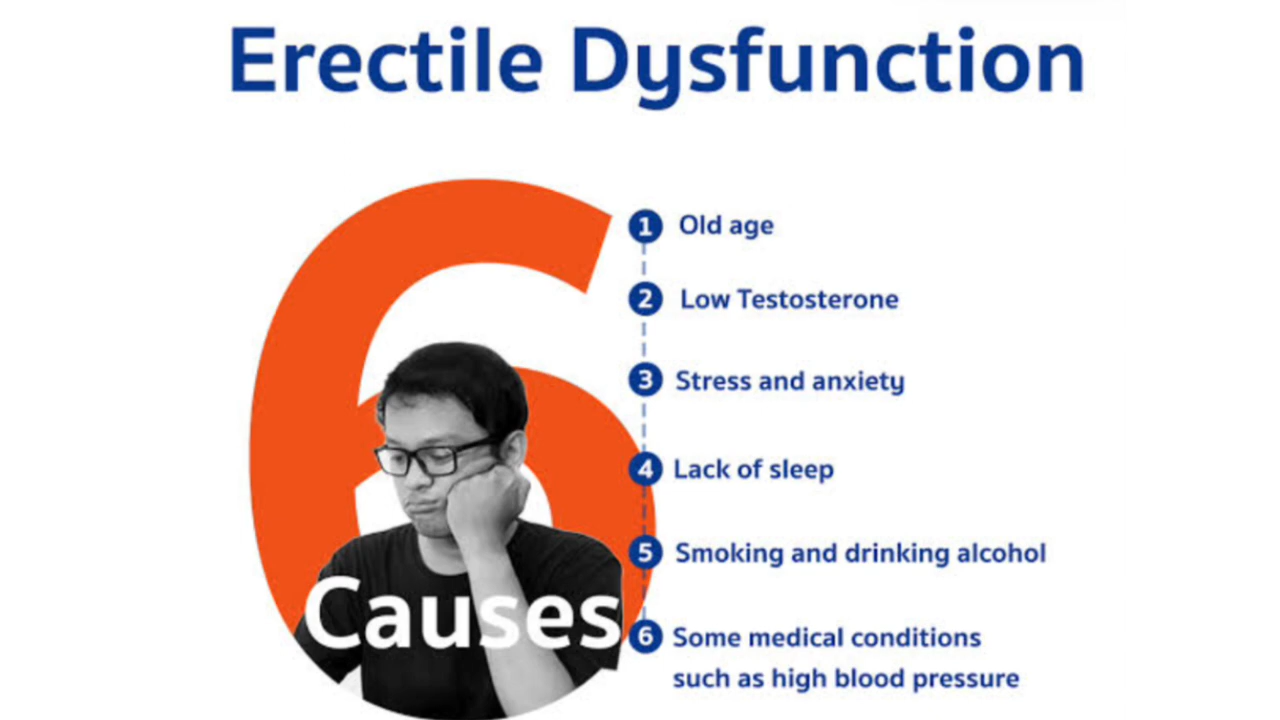 Erectile Dysfunction
6
Causes
1 Old age
2 Low Testosterone
3 Stress and anxiety
4 Lack of sleep
5 Smoking and drinking alcohol
6 Some medical conditions
such as high blood pressure